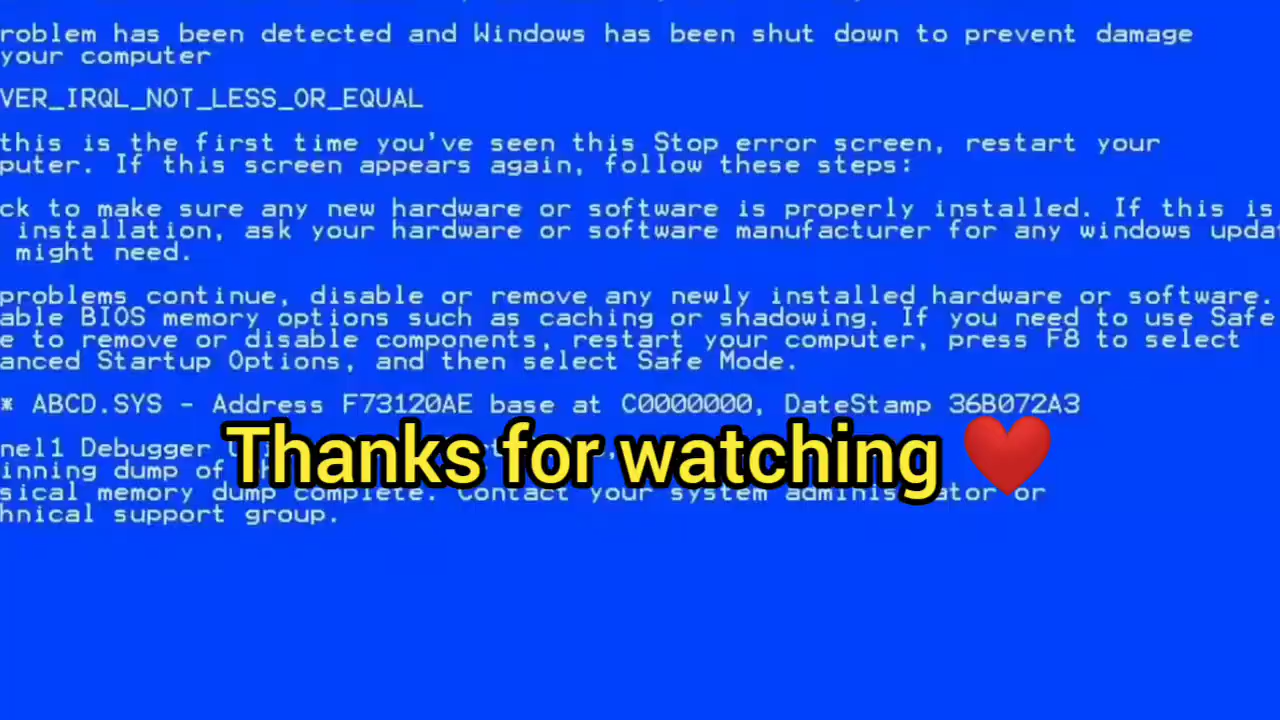 roblem has been detected and Windows has been shut down to prevent damage
your computer
VER_IRQL_NOT_LESS_OR_EQUAL
this is the first time you've seen this Stop error screen, restart your
puter. If this screen appears again, follow these steps:
ck to make sure any new hardware or software is properly installed. If this is
installation, ask your hardware or software manufacturer for any windows updat
might need.
problems continue, disable or remove any newly installed hardware or software.
able BIOS memory options such as caching or shadowing. If you need to use Safe
e to remove or disable components, restart your computer, press F8 to select
anced Startup Options, and then select Safe Mode.
* ABCD.SYS - Address F73120AE base at C0000000, DateStamp 36B072A3
nel1 Debugger
Thanks for watching ❤️
inning dump of
sical memory dump complete. Contact your system administrator or
hnical support group.